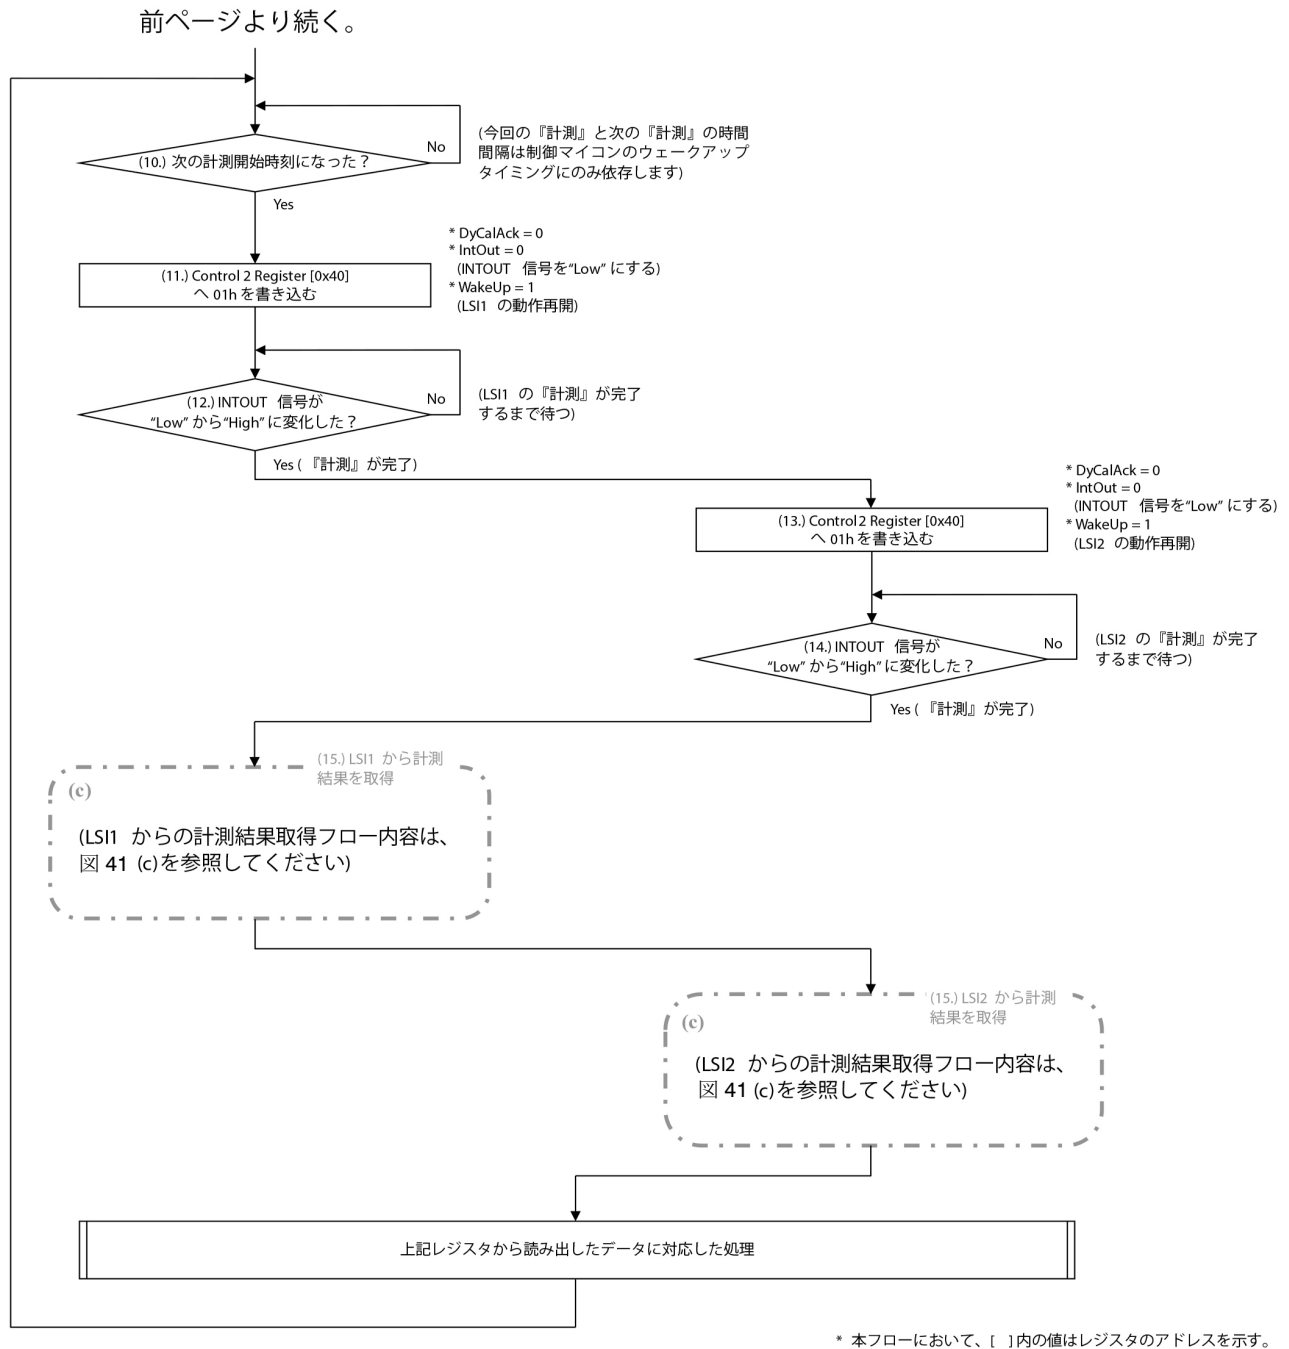 前ページより続く。
(10.) 次の計測開始時刻になった？
No
(今回の『計測』と次の『計測』の時間
間隔は制御マイコンのウェークアップ
タイミングにのみ依存します)
Yes
* DyCalAck = 0
* IntOut = 0
(INTOUT 信号を“Low” にする)
* WakeUp = 1
(LSI1 の動作再開)
(11.) Control 2 Register [0x40]
へ 01h を書き込む
(12.) INTOUT 信号が
“Low” から“High” に変化した？
No
(LSI1 の『計測』が完了
するまで待つ)
Yes (『計測』が完了)
* DyCalAck = 0
* IntOut = 0
(INTOUT 信号を“Low” にする)
* WakeUp = 1
(LSI2 の動作再開)
(13.) Control 2 Register [0x40]
へ 01h を書き込む
(14.) INTOUT 信号が
“Low” から“High” に変化した？
No
(LSI2 の『計測』が完了
するまで待つ)
Yes (『計測』が完了)
(15.) LSI1 から計測
結果を取得
(c)
(LSI1 からの計測結果取得フロー内容は、
図 41 (c)を参照してください)
(15.) LSI2 から計測
結果を取得
(c)
(LSI2 からの計測結果取得フロー内容は、
図 41 (c)を参照してください)
上記レジスタから読み出したデータに対応した処理
* 本フローにおいて、[ ]内の値はレジスタのアドレスを示す。